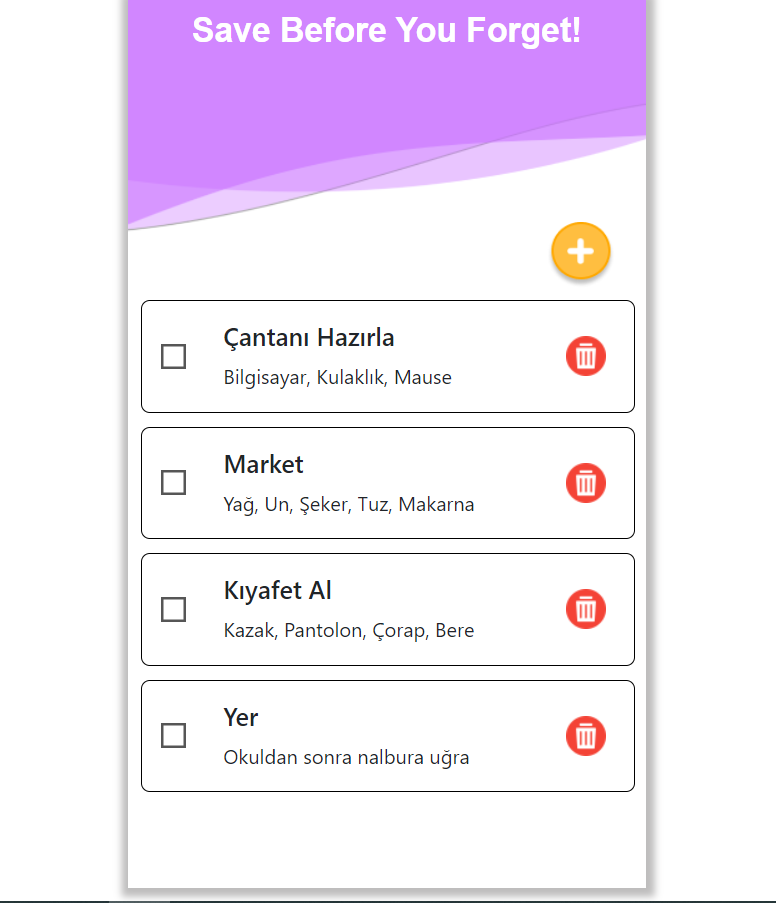 Save Before You Forget!
Çantanı Hazırla
Bilgisayar, Kulaklık, Mause
Market
Yağ, Un, Şeker, Tuz, Makarna
Kıyafet Al
Kazak, Pantolon, Çorap, Bere
Yer
Okuldan sonra nalbura uğra